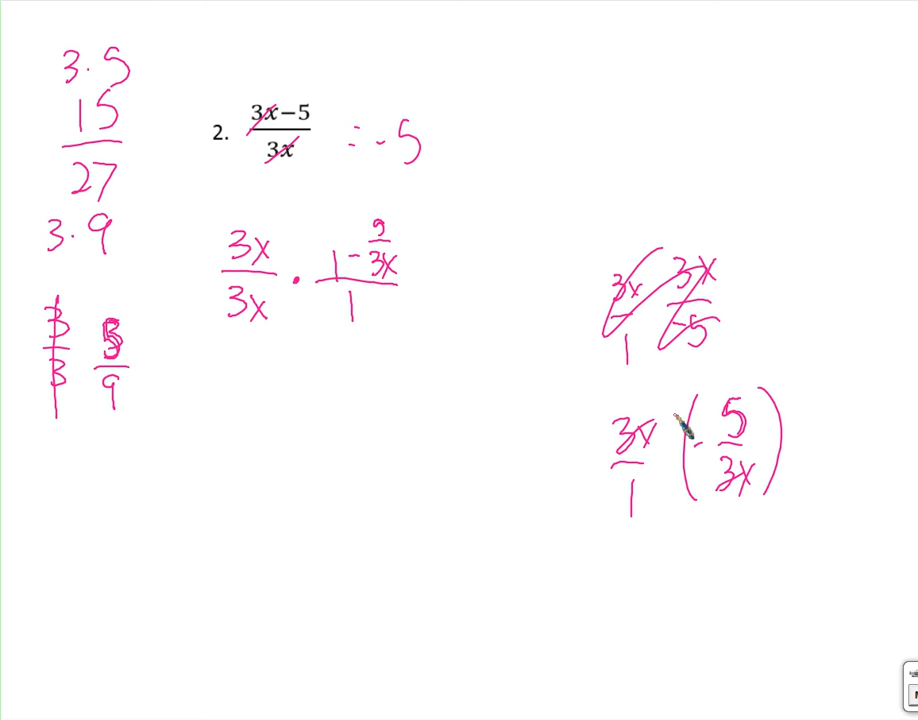 3·5
15
27
3·9
3 5
3 9
2. 3x−5
3x
= -5
3x · 1 - 5/3x
3x 1
3x 3x
1 -5
3x ( - 5 )
1 3x